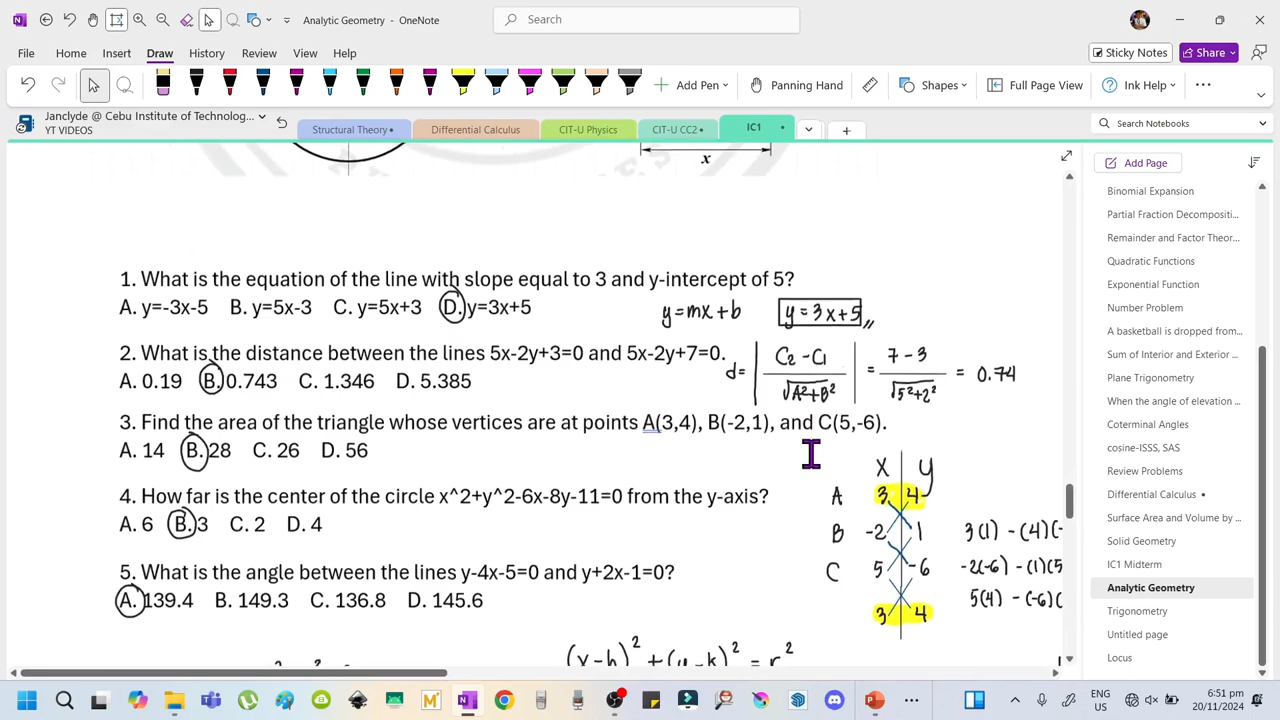 Analytic Geometry - OneNote
Search
File Home Insert Draw History Review View Help
Sticky Notes
Share
Add Pen
Panning Hand
Shapes
Full Page View
Ink Help
Janclyde @ Cebu Institute of Technolog...
YT VIDEOS
Structural Theory
Differential Calculus
CIT-U Physics
CIT-U CC2
IC1
+
Search Notebooks
Add Page
x
Binomial Expansion
Partial Fraction Decompositi...
Remainder and Factor Theor...
Quadratic Functions
Exponential Function
Number Problem
A basketball is dropped from...
Sum of Interior and Exterior ...
Plane Trigonometry
When the angle of elevation ...
Coterminal Angle
cosine-ISSS, SAS
Review Problems
Differential Calculus
Surface Area and Volume by ...
Solid Geometry
IC1 Midterm
Analytic Geometry
Trigonometry
Untitled page
Locus
1. What is the equation of the line with slope equal to 3 and y-intercept of 5?
A. y=-3x-5 B. y=5x-3 C. y=5x+3 D. y=3x+5
y=mx+b y=3x+5
2. What is the distance between the lines 5x-2y+3=0 and 5x-2y+7=0.
A. 0.19 B. 0.743 C. 1.346 D. 5.385
d= | C2-C1 / √A²+B² | = 7-3 / √5²+2² = 0.74
3. Find the area of the triangle whose vertices are at points A(3,4), B(-2,1), and C(5,-6).
A. 14 B. 28 C. 26 D. 56
x y
A 3 4
B -2 1 3(1) - (4)(-
C 5 -6 -2(-6) - (1)(5
5(4) - (-6)(
3 4
4. How far is the center of the circle x^2+y^2-6x-8y-11=0 from the y-axis?
A. 6 B. 3 C. 2 D. 4
5. What is the angle between the lines y-4x-5=0 and y+2x-1=0?
A. 139.4 B. 149.3 C. 136.8 D. 145.6
(x-h)² + (y-k)² = r²
ENG
US
6:51 pm
20/11/2024